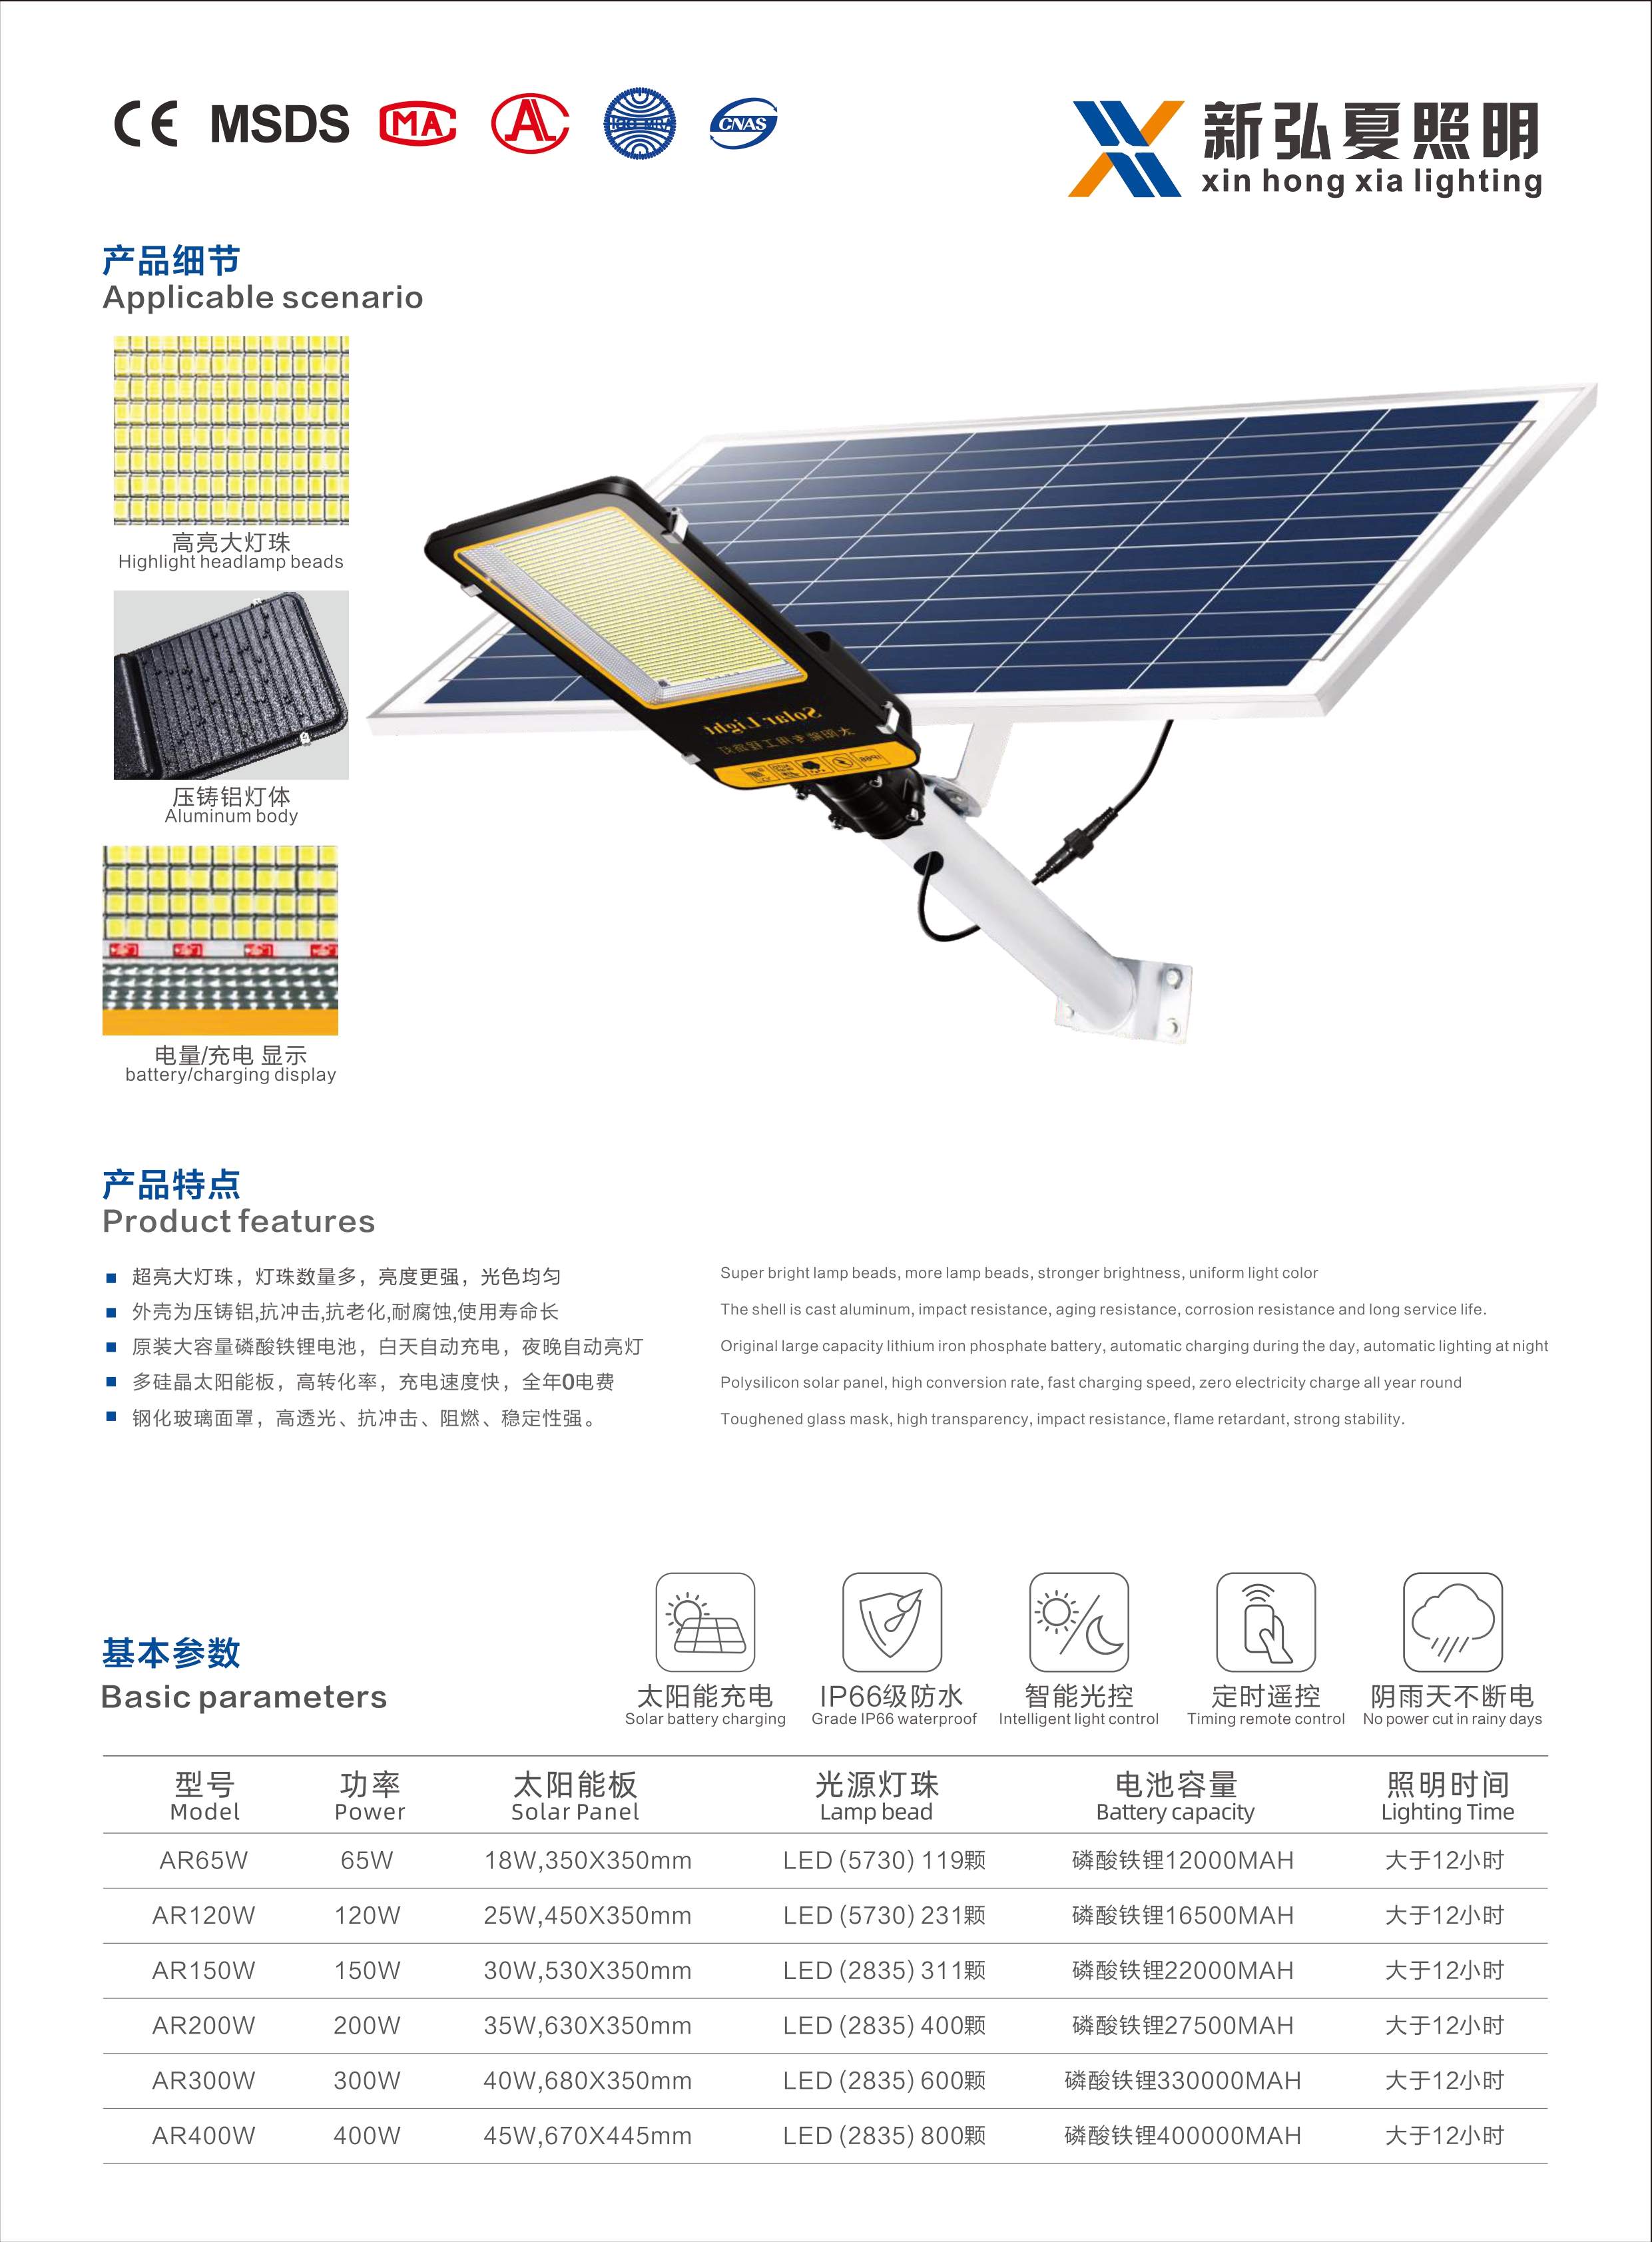 CE MSDS MA AL ilac-MRA CNAS
新弘夏照明
xin hong xia lighting
产品细节
Applicable scenario
高亮大灯珠
Highlight headlamp beads
压铸铝灯体
Aluminum body
电量/充电 显示
battery/charging display
Solar Light
产品特点
Product features
超亮大灯珠，灯珠数量多，亮度更强，光色均匀
外壳为压铸铝,抗冲击,抗老化,耐腐蚀,使用寿命长
原装大容量磷酸铁锂电池，白天自动充电，夜晚自动亮灯
多硅晶太阳能板，高转化率，充电速度快，全年0电费
钢化玻璃面罩，高透光、抗冲击、阻燃、稳定性强。
Super bright lamp beads, more lamp beads, stronger brightness, uniform light color
The shell is cast aluminum, impact resistance, aging resistance, corrosion resistance and long service life.
Original large capacity lithium iron phosphate battery, automatic charging during the day, automatic lighting at night
Polysilicon solar panel, high conversion rate, fast charging speed, zero electricity charge all year round
Toughened glass mask, high transparency, impact resistance, flame retardant, strong stability.
基本参数
Basic parameters
太阳能充电 IP66级防水 智能光控 定时遥控 阴雨天不断电
Solar battery charging Grade IP66 waterproof Intelligent light control Timing remote control No power cut in rainy days
型号 功率 太阳能板 光源灯珠 电池容量 照明时间
Model Power Solar Panel Lamp bead Battery capacity Lighting Time
AR65W 65W 18W,350X350mm LED (5730) 119颗 磷酸铁锂12000MAH 大于12小时
AR120W 120W 25W,450X350mm LED (5730) 231颗 磷酸铁锂16500MAH 大于12小时
AR150W 150W 30W,530X350mm LED (2835) 311颗 磷酸铁锂22000MAH 大于12小时
AR200W 200W 35W,630X350mm LED (2835) 400颗 磷酸铁锂27500MAH 大于12小时
AR300W 300W 40W,680X350mm LED (2835) 600颗 磷酸铁锂330000MAH 大于12小时
AR400W 400W 45W,670X445mm LED (2835) 800颗 磷酸铁锂400000MAH 大于12小时